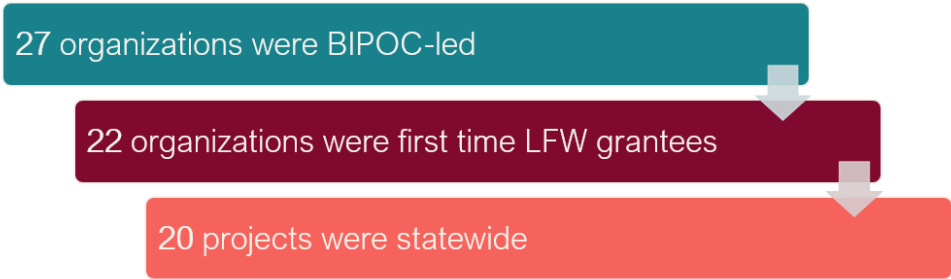 27 organizations were BIPOC-led
22 organizations were first time LFW grantees
20 projects were statewide